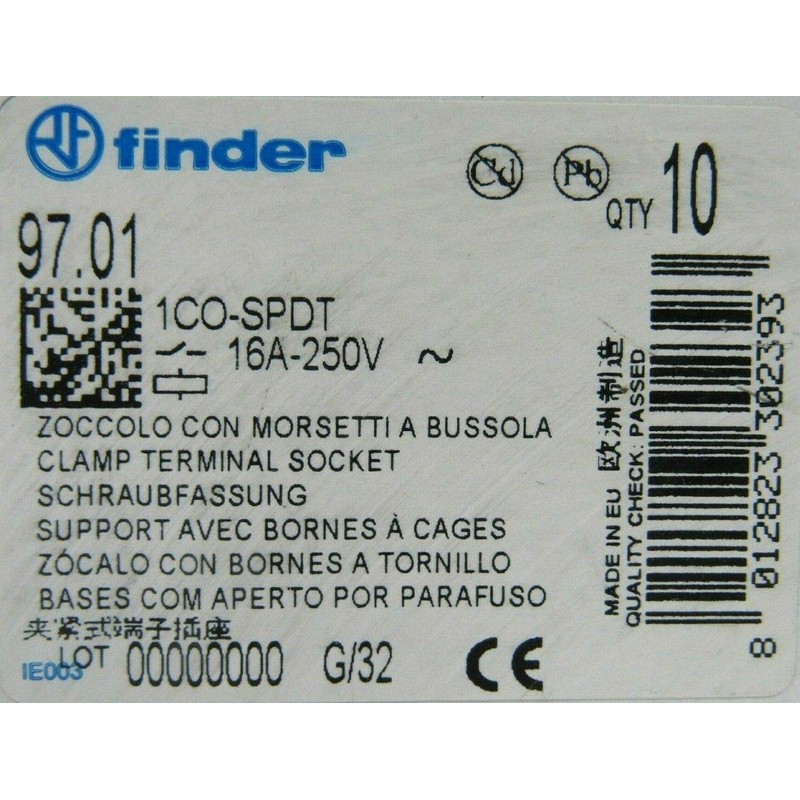 finder
Cd
Pb
QTY 10
97.01
1CO-SPDT
16A-250V ~
ZOCCOLO CON MORSETTI A BUSSOLA
CLAMP TERMINAL SOCKET
SCHRAUBFASSUNG
SUPPORT AVEC BORNES À CAGES
ZÓCALO CON BORNES A TORNILLO
BASES COM APERTO POR PARAFUSO
夹紧式端子插座
IE003
LOT 00000000 G/32
CE
MADE IN EU 欧洲制造
QUALITY CHECK: PASSED
8 012823 302393